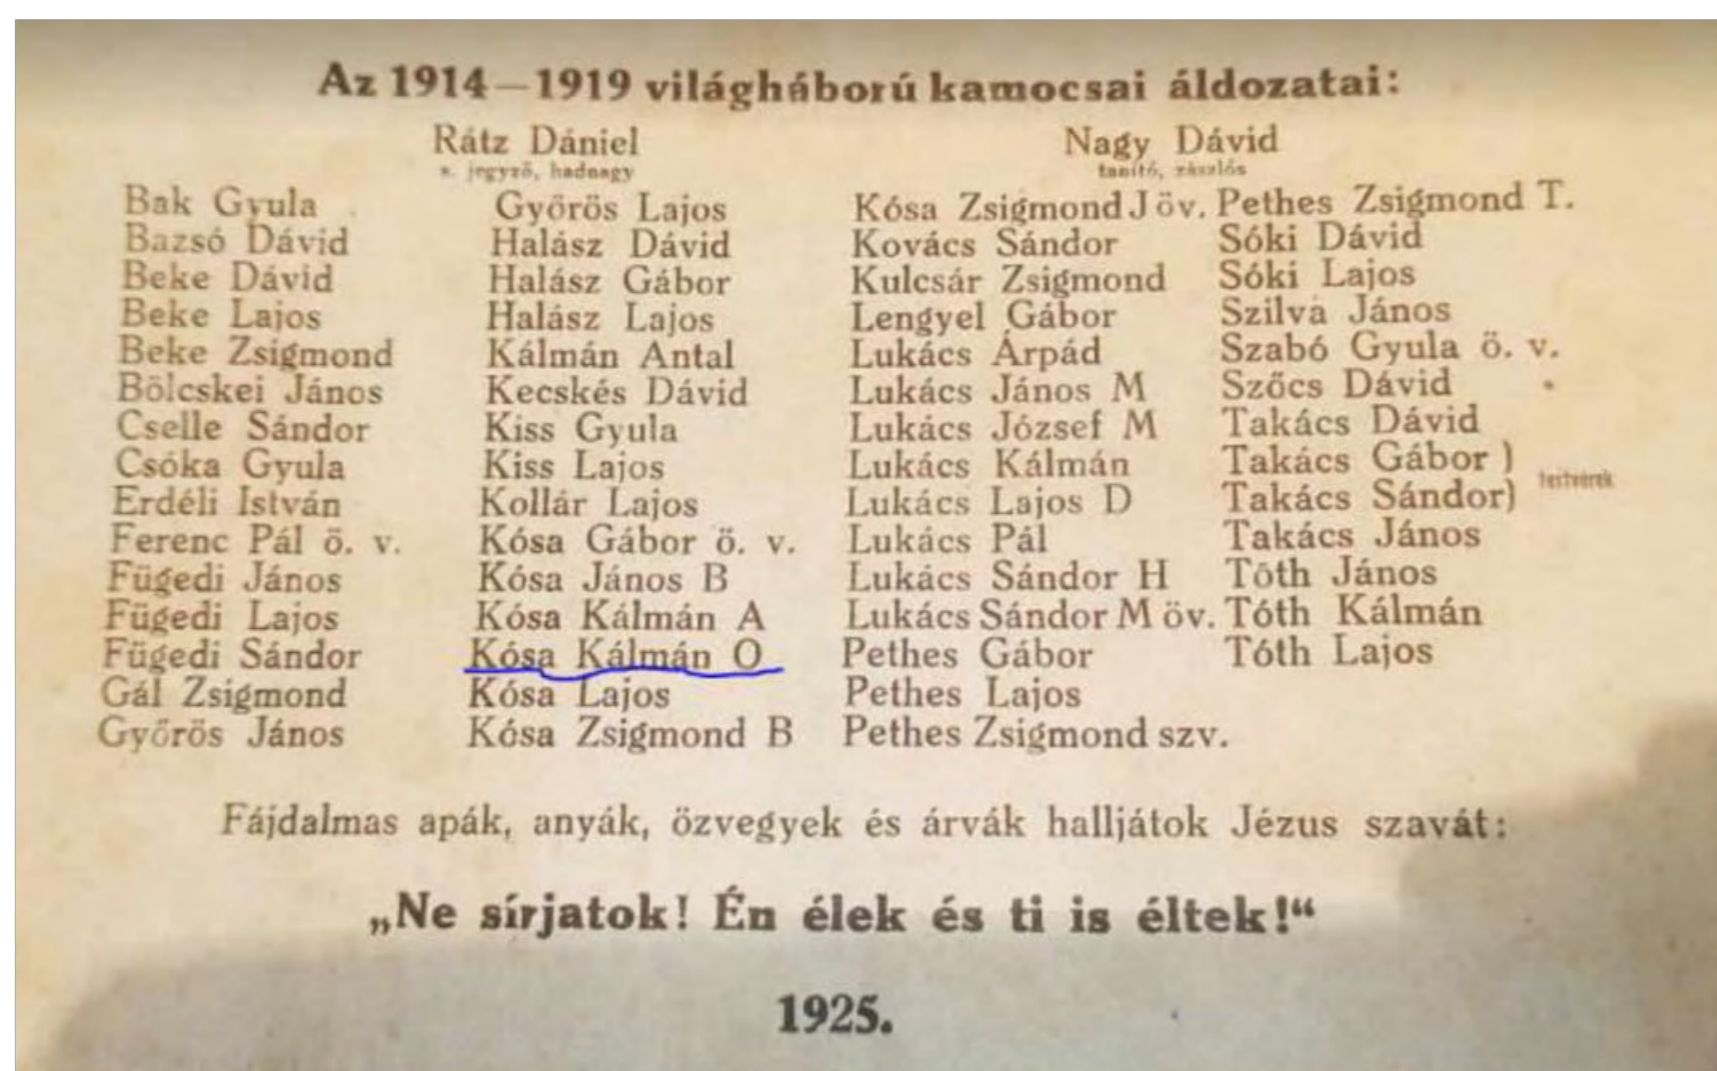 Az 1914—1919 világháború kamocsai áldozatai:
Rátz Dániel
s. jegyző, hadnagy
Nagy Dávid
tanító, zászlós
Bak Gyula
Bazsó Dávid
Beke Dávid
Beke Lajos
Beke Zsigmond
Bölcskei János
Cselle Sándor
Csóka Gyula
Erdéli István
Ferenc Pál ö. v.
Fügedi János
Fügedi Lajos
Fügedi Sándor
Gál Zsigmond
Győrös János
Győrös Lajos
Halász Dávid
Halász Gábor
Halász Lajos
Kálmán Antal
Kecskés Dávid
Kiss Gyula
Kiss Lajos
Kollár Lajos
Kósa Gábor ö. v.
Kósa János B
Kósa Kálmán A
Kósa Kálmán O
Kósa Lajos
Kósa Zsigmond B
Kósa Zsigmond J öv.
Kovács Sándor
Kulcsár Zsigmond
Lengyel Gábor
Lukács Árpád
Lukács János M
Lukács József M
Lukács Kálmán
Lukács Lajos D
Lukács Pál
Lukács Sándor H
Lukács Sándor M öv.
Pethes Gábor
Pethes Lajos
Pethes Zsigmond szv.
Pethes Zsigmond T.
Sóki Dávid
Sóki Lajos
Szilva János
Szabó Gyula ö. v.
Szőcs Dávid
Takács Dávid
Takács Gábor )
Takács Sándor) testvérek
Takács János
Tóth János
Tóth Kálmán
Tóth Lajos
Fájdalmas apák, anyák, özvegyek és árvák halljátok Jézus szavát:
„Ne sírjatok! Én élek és ti is éltek!“
1925.